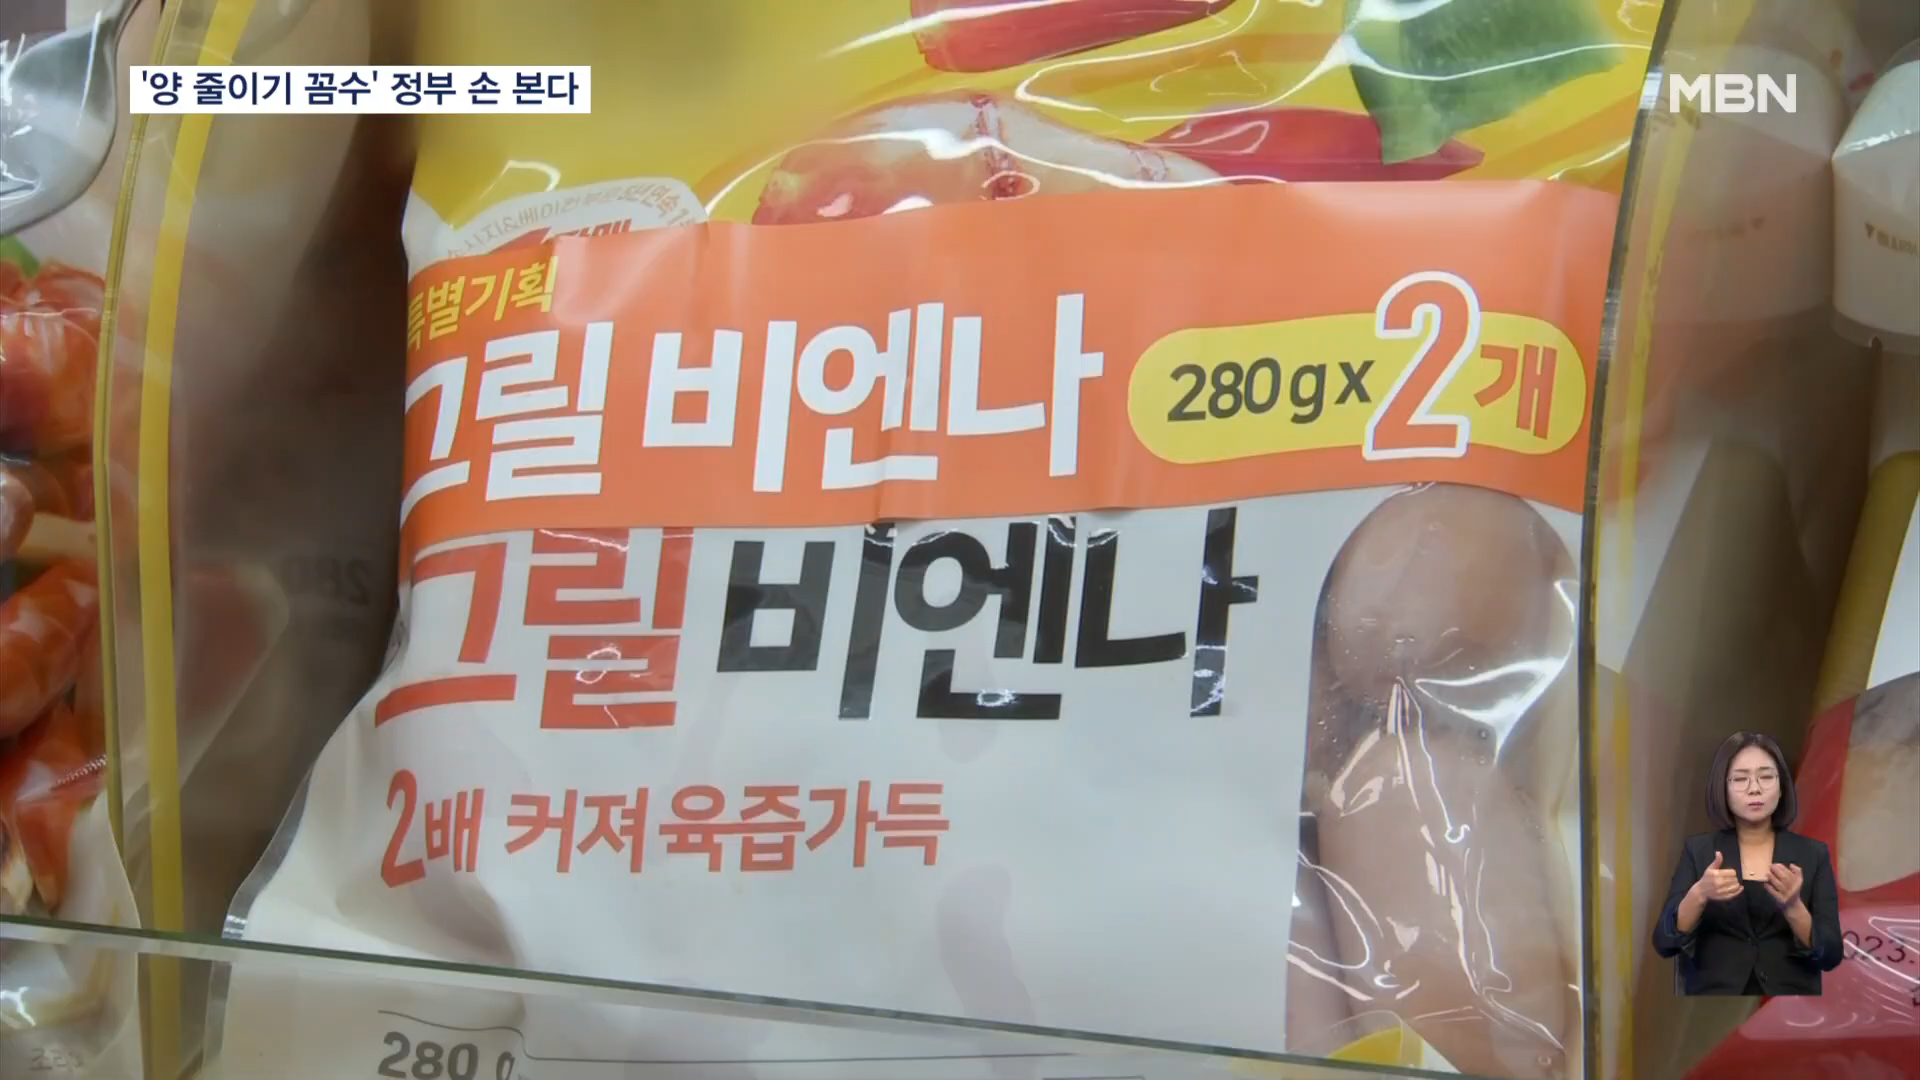 '양 줄이기 꼼수' 정부 손 본다
MBN
특별기획
그릴 비엔나
280g x 2개
그릴 비엔나
2배 커져 육즙가득
280 g